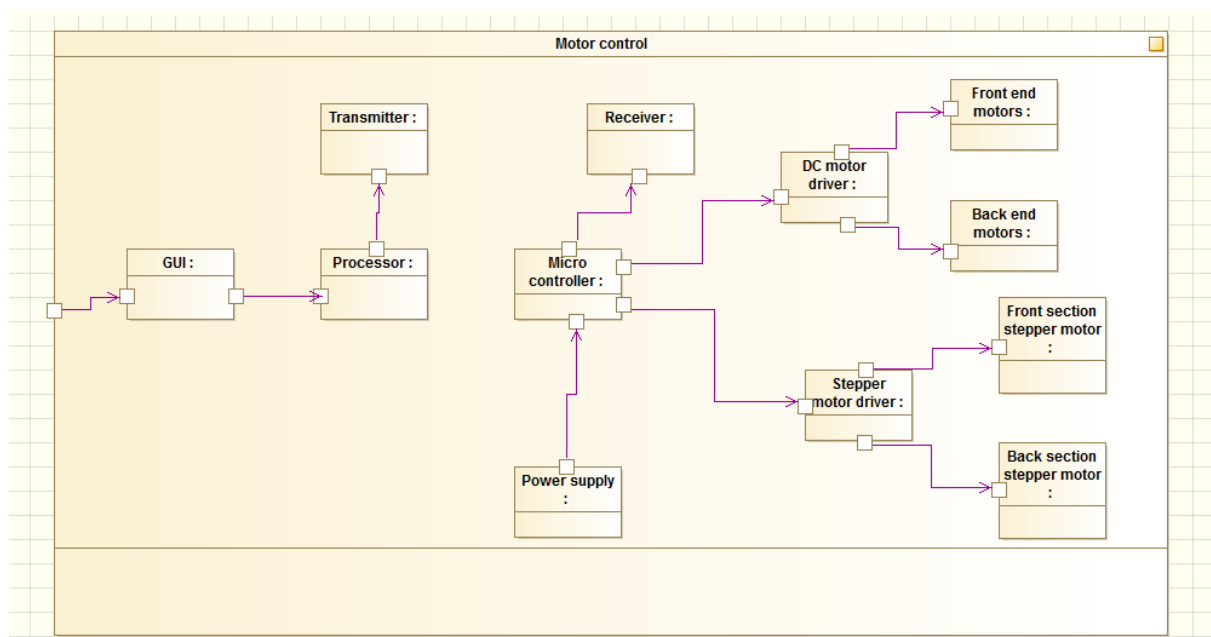 Motor control
Transmitter :
Receiver :
Front end
motors :
DC motor
driver :
Back end
motors :
GUI :
Processor :
Micro
controller :
Front section
stepper motor
:
Stepper
motor driver :
Back section
stepper motor
:
Power supply
: